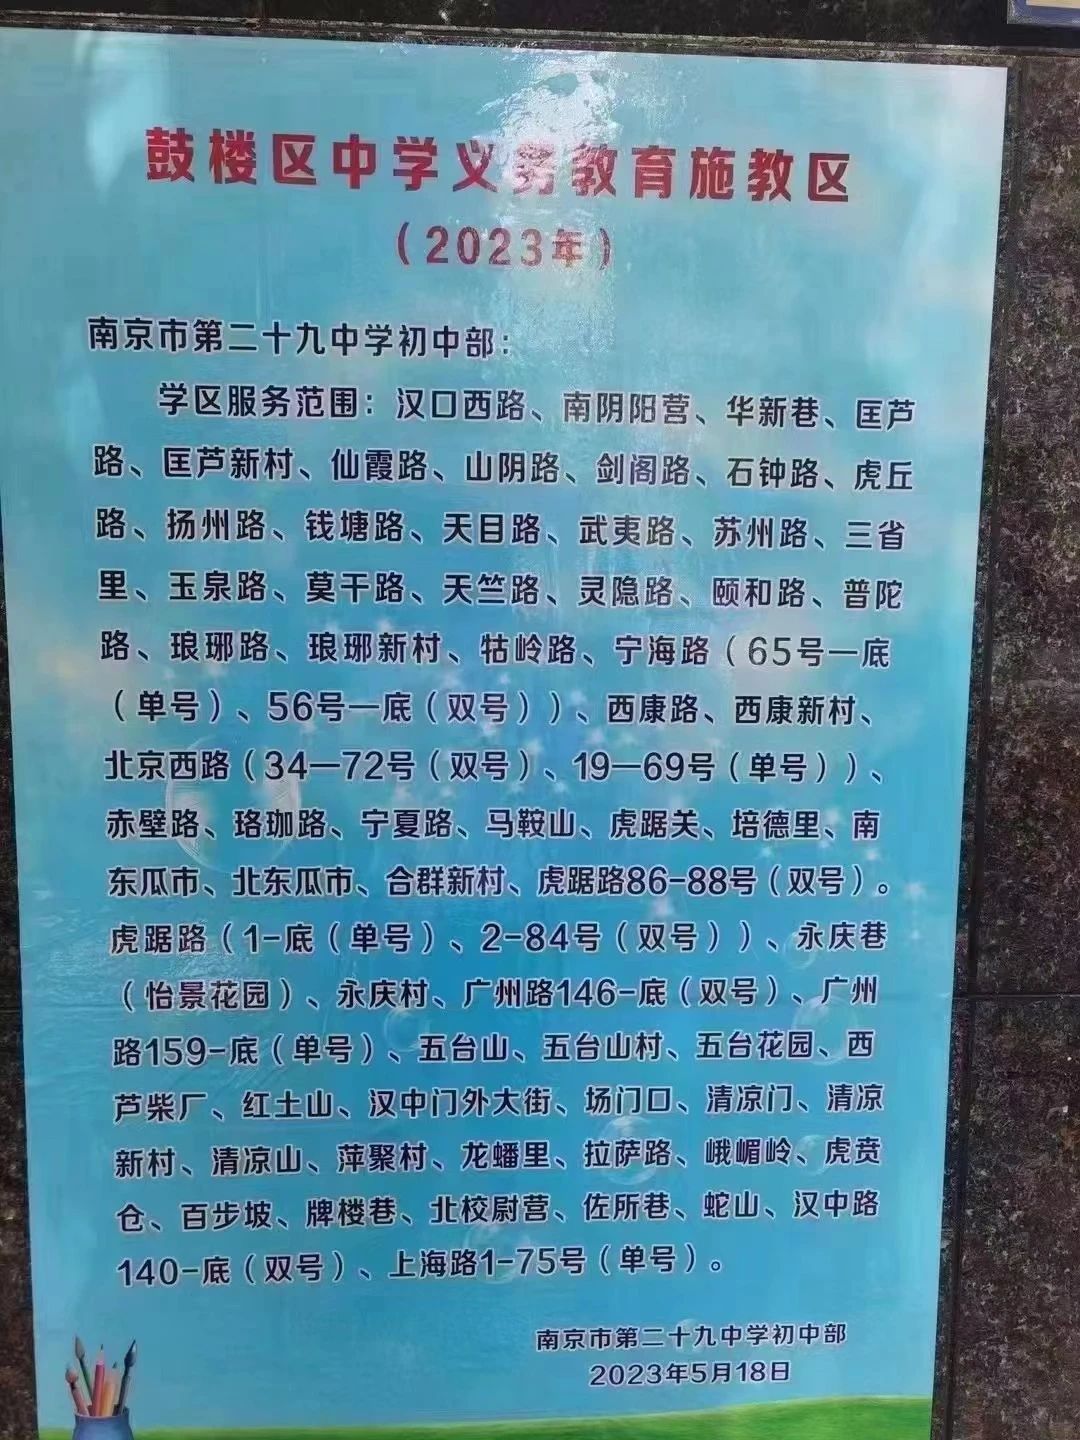 鼓楼区中学义务教育施教区
（2023年）
南京市第二十九中学初中部：
学区服务范围：汉口西路、南阴阳营、华新巷、匡芦
路、匡芦新村、仙霞路、山阴路、剑阁路、石钟路、虎丘
路、扬州路、钱塘路、天目路、武夷路、苏州路、三省
里、玉泉路、莫干路、天竺路、灵隐路、颐和路、普陀
路、琅琊路、琅琊新村、牯岭路、宁海路（65号—底
（单号）、56号—底（双号））、西康路、西康新村、
北京西路（34—72号（双号）、19—69号（单号））、
赤壁路、珞珈路、宁夏路、马鞍山、虎踞关、培德里、南
东瓜市、北东瓜市、合群新村、虎踞路86-88号（双号）。
虎踞路（1-底（单号）、2-84号（双号））、永庆巷
（怡景花园）、永庆村、广州路146-底（双号）、广州
路159-底（单号）、五台山、五台山村、五台花园、西
芦柴厂、红土山、汉中门外大街、场门口、清凉门、清凉
新村、清凉山、萍聚村、龙蟠里、拉萨路、峨嵋岭、虎贲
仓、百步坡、牌楼巷、北校尉营、佐所巷、蛇山、汉中路
140-底（双号）、上海路1-75号（单号）。
南京市第二十九中学初中部
2023年5月18日